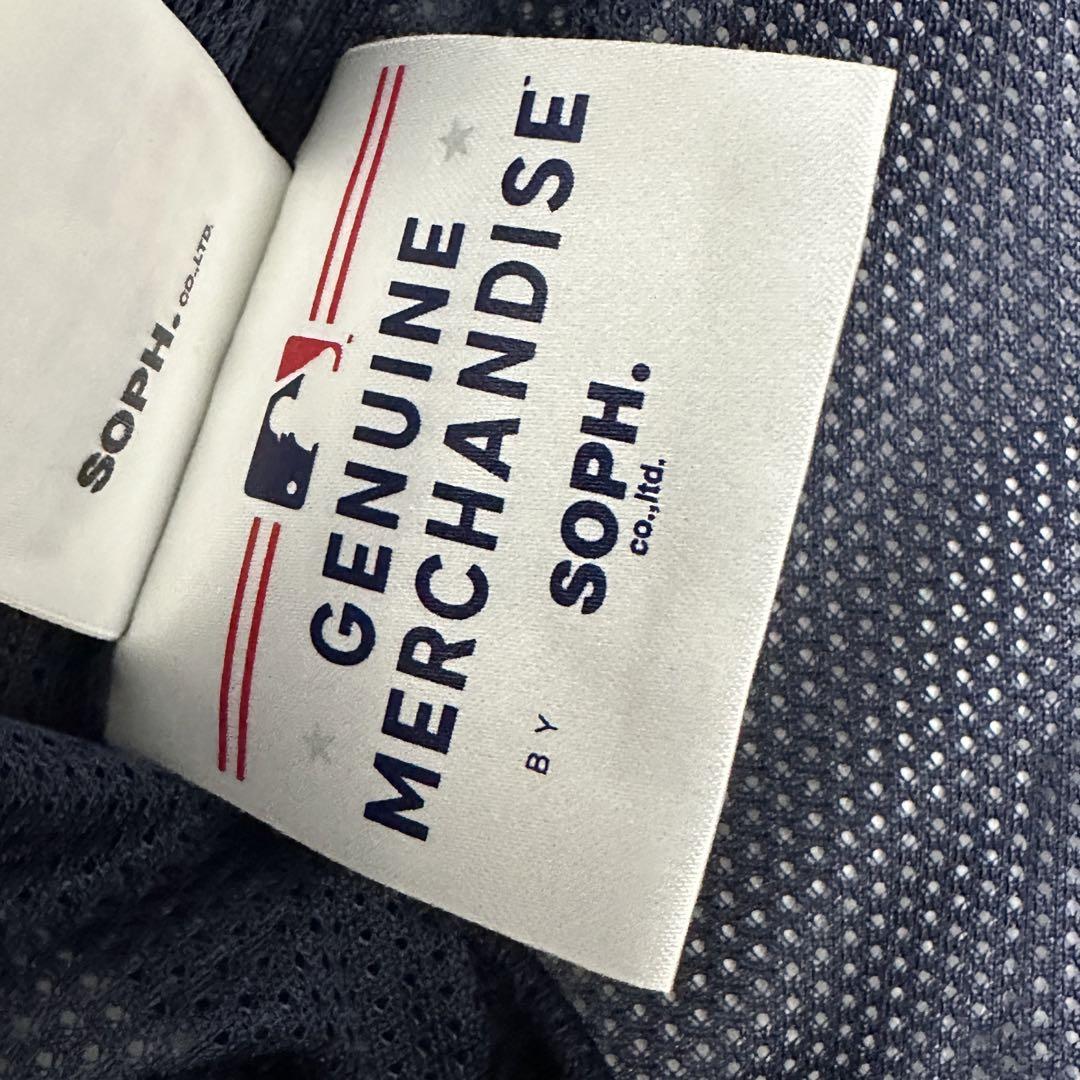 SOPH. CO.,LTD.
GENUINE
MERCHANDISE
BY SOPH.
co.,ltd.